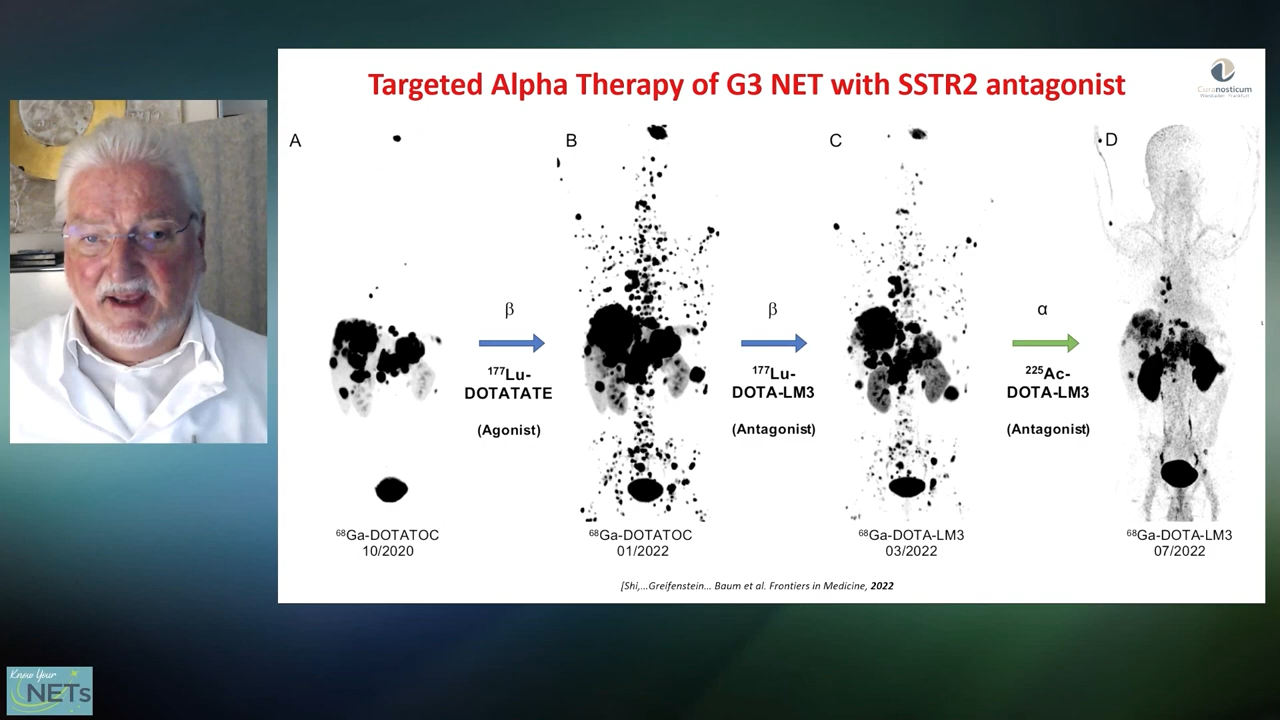 Targeted Alpha Therapy of G3 NET with SSTR2 antagonist
Curanosticum
Wiesbaden - Frankfurt
A
B
C
D
β
¹⁷⁷Lu-
DOTATATE
(Agonist)
β
¹⁷⁷Lu-
DOTA-LM3
(Antagonist)
α
²²⁵Ac-
DOTA-LM3
(Antagonist)
⁶⁸Ga-DOTATOC
10/2020
⁶⁸Ga-DOTATOC
01/2022
⁶⁸Ga-DOTA-LM3
03/2022
⁶⁸Ga-DOTA-LM3
07/2022
[Shi,...Greifenstein... Baum et al. Frontiers in Medicine, 2022
Know Your
NETs